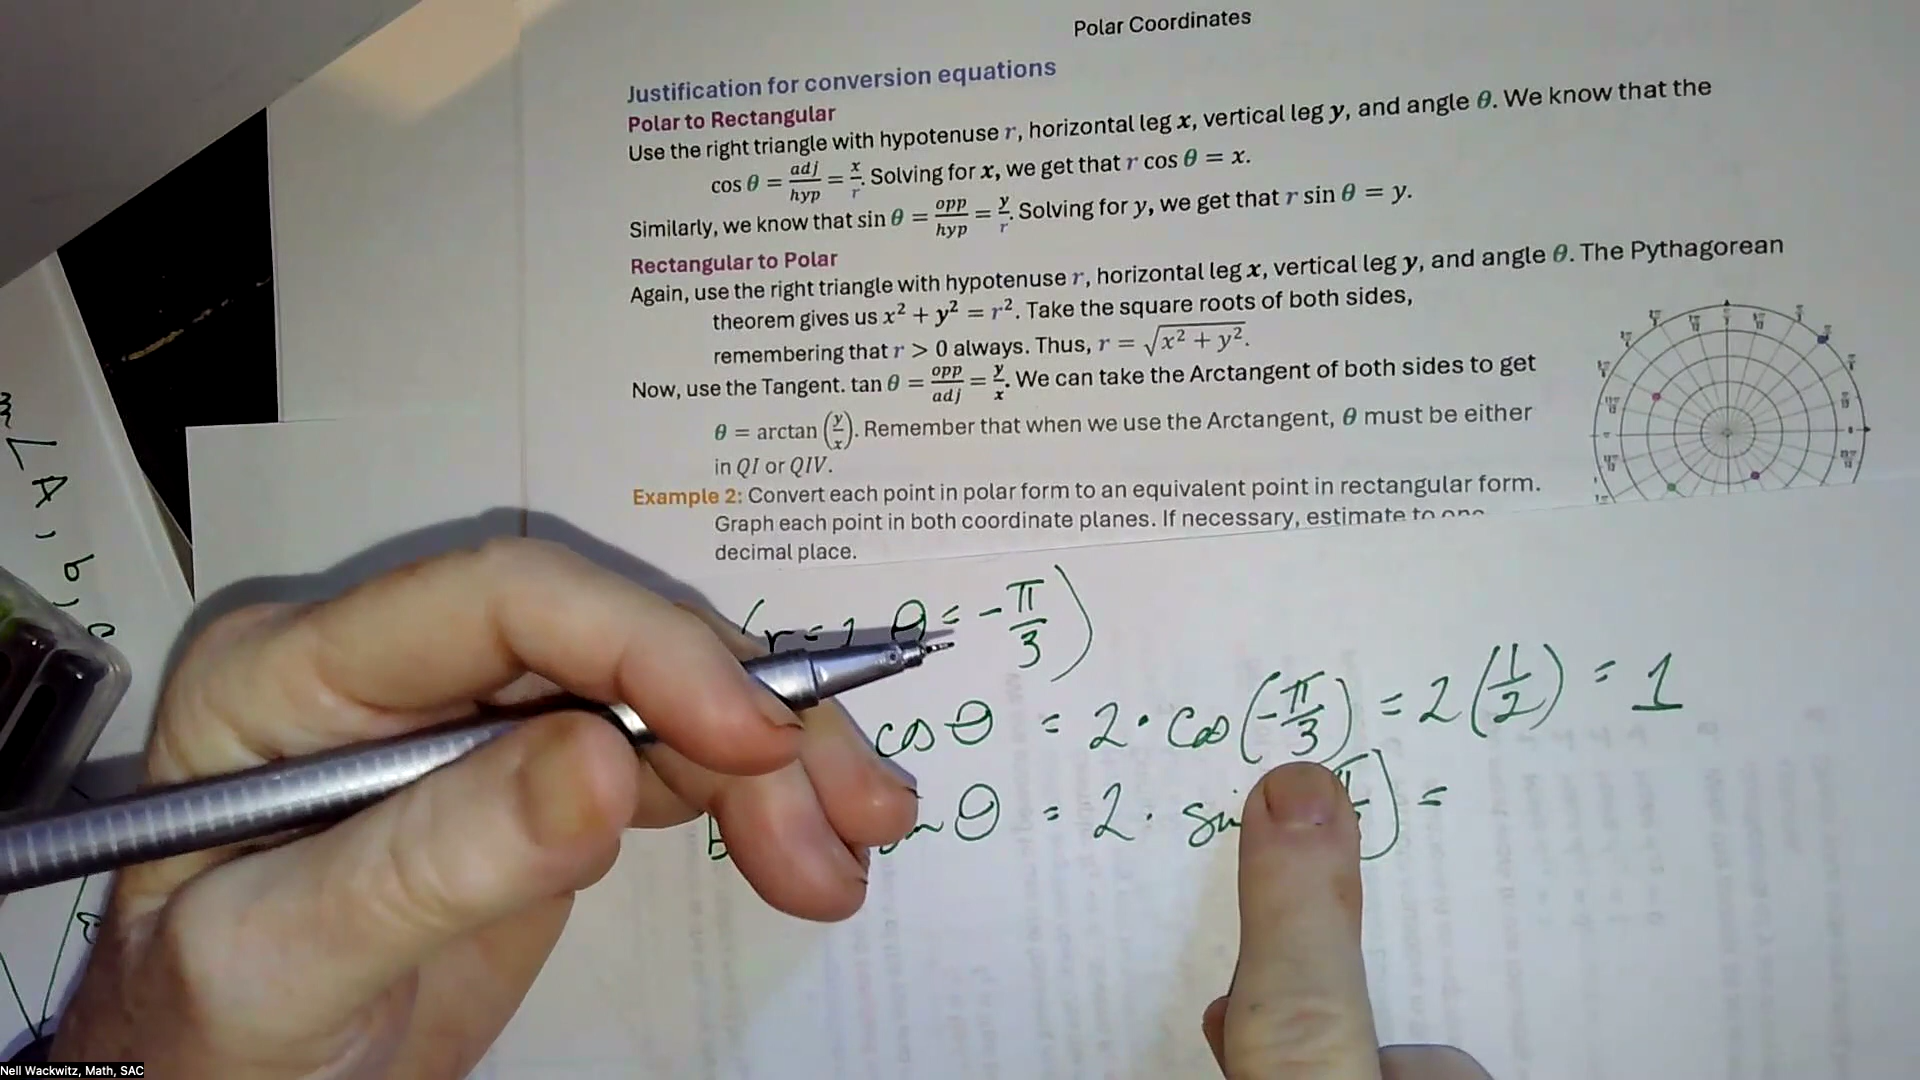 Polar Coordinates
Justification for conversion equations
Polar to Rectangular
Use the right triangle with hypotenuse r, horizontal leg x, vertical leg y, and angle θ. We know that the
cos θ = adj/hyp = x/r. Solving for x, we get that r cos θ = x.
Similarly, we know that sin θ = opp/hyp = y/r. Solving for y, we get that r sin θ = y.
Rectangular to Polar
Again, use the right triangle with hypotenuse r, horizontal leg x, vertical leg y, and angle θ. The Pythagorean
theorem gives us x² + y² = r². Take the square roots of both sides,
remembering that r > 0 always. Thus, r = √(x² + y²).
Now, use the Tangent. tan θ = opp/adj = y/x. We can take the Arctangent of both sides to get
θ = arctan (y/x). Remember that when we use the Arctangent, θ must be either
in QI or QIV.
Example 2: Convert each point in polar form to an equivalent point in rectangular form.
Graph each point in both coordinate planes. If necessary, estimate to one
decimal place.
(r = θ = -π/3)
cos θ = 2 · cos(-π/3) = 2(1/2) = 1
θ = 2 · =
m∠A, b,
Nell Wackwitz, Math, SAC